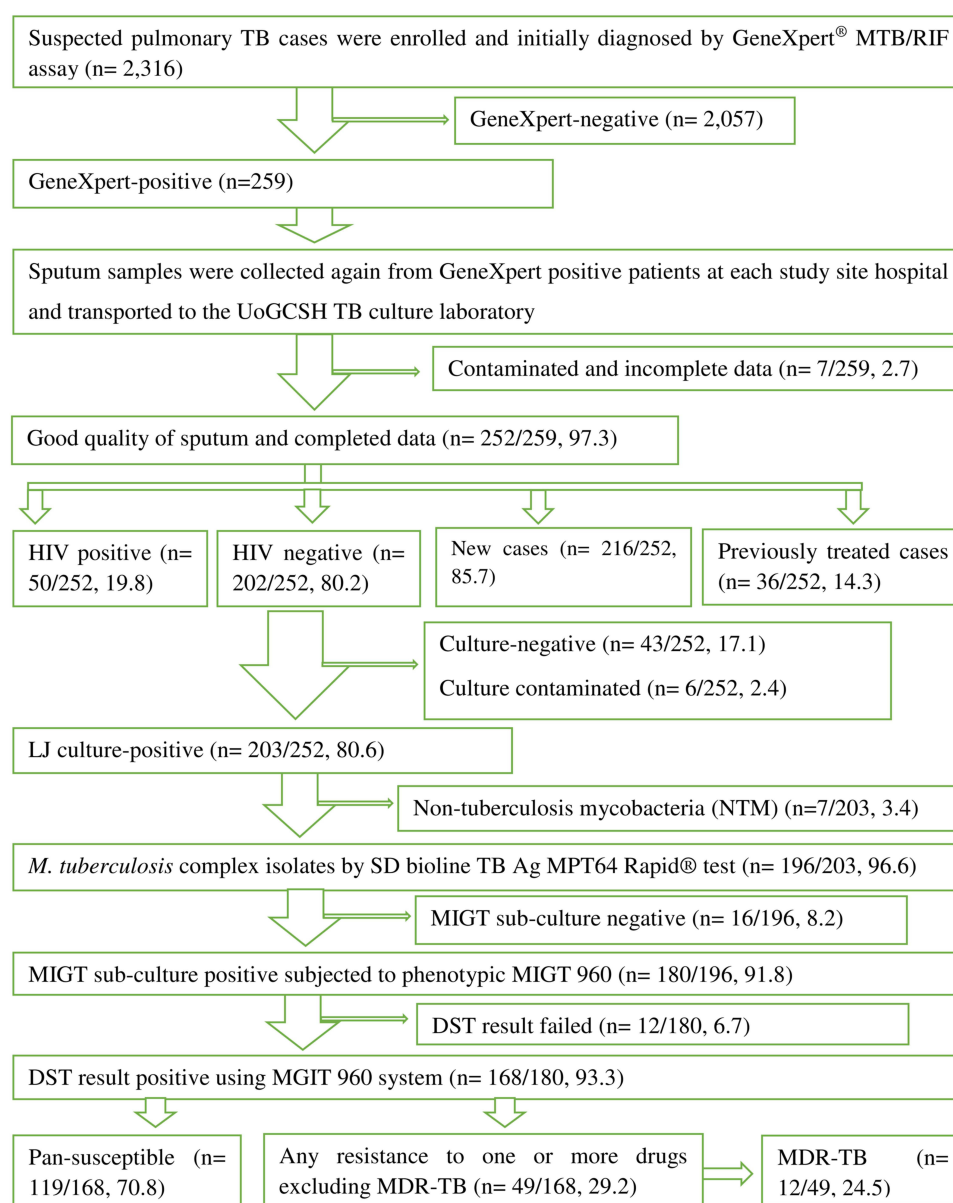 Suspected pulmonary TB cases were enrolled and initially diagnosed by GeneXpert® MTB/RIF
assay (n= 2,316)
GeneXpert-negative (n= 2,057)
GeneXpert-positive (n=259)
Sputum samples were collected again from GeneXpert positive patients at each study site hospital
and transported to the UoGCSH TB culture laboratory
Contaminated and incomplete data (n= 7/259, 2.7)
Good quality of sputum and completed data (n= 252/259, 97.3)
HIV positive (n=
50/252, 19.8)
HIV negative (n=
202/252, 80.2)
New cases (n= 216/252,
85.7)
Previously treated cases
(n= 36/252, 14.3)
Culture-negative (n= 43/252, 17.1)
Culture contaminated (n= 6/252, 2.4)
LJ culture-positive (n= 203/252, 80.6)
Non-tuberculosis mycobacteria (NTM) (n=7/203, 3.4)
M. tuberculosis complex isolates by SD bioline TB Ag MPT64 Rapid® test (n= 196/203, 96.6)
MIGT sub-culture negative (n= 16/196, 8.2)
MIGT sub-culture positive subjected to phenotypic MIGT 960 (n= 180/196, 91.8)
DST result failed (n= 12/180, 6.7)
DST result positive using MGIT 960 system (n= 168/180, 93.3)
Pan-susceptible (n=
119/168, 70.8)
Any resistance to one or more drugs
excluding MDR-TB (n= 49/168, 29.2)
MDR-TB (n=
12/49, 24.5)